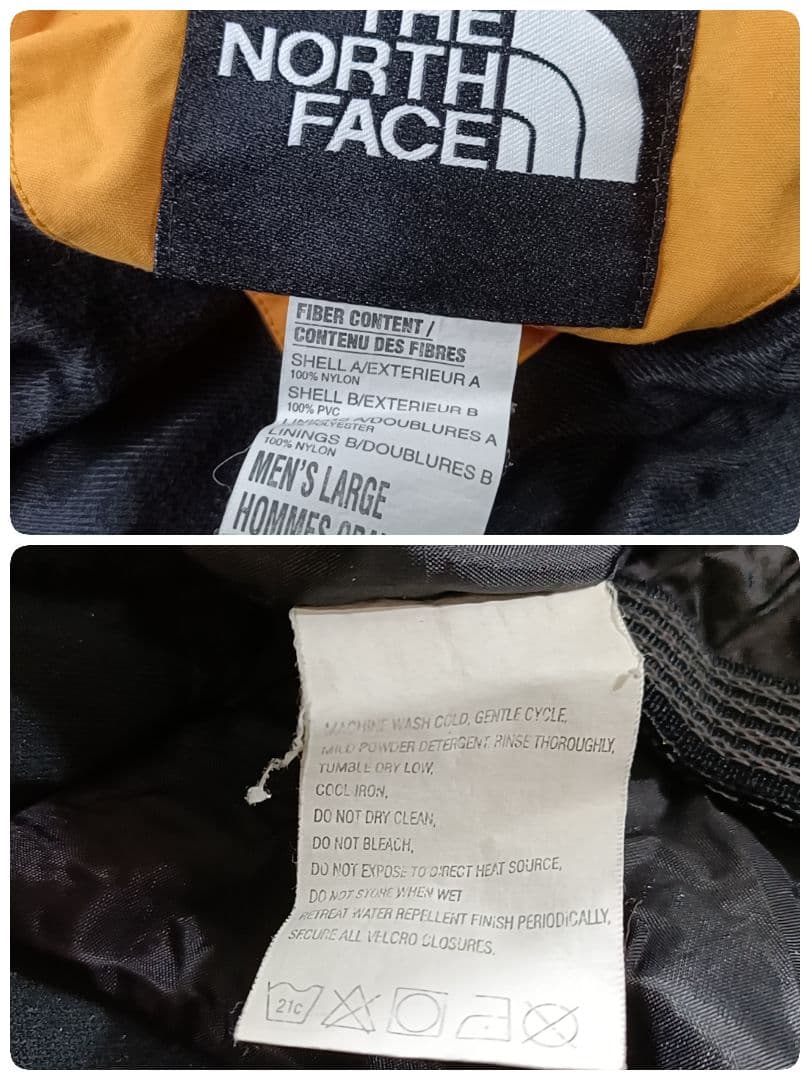 THE
NORTH
FACE
FIBER CONTENT /
CONTENU DES FIBRES
SHELL A/EXTERIEUR A
100% NYLON
SHELL B/EXTERIEUR B
100% PVC
A/DOUBLURES A
LININGS B/DOUBLURES B
100% NYLON
MEN'S LARGE
HOMMES
MACHINE WASH COLD, GENTLE CYCLE,
MILD POWDER DETERGENT, RINSE THOROUGHLY,
TUMBLE DRY LOW,
COOL IRON,
DO NOT DRY CLEAN,
DO NOT BLEACH,
DO NOT EXPOSE TO DIRECT HEAT SOURCE,
DO NOT STORE WHEN WET
RETREAT WATER REPELLENT FINISH PERIODICALLY,
SECURE ALL VELCRO CLOSURES.
21c